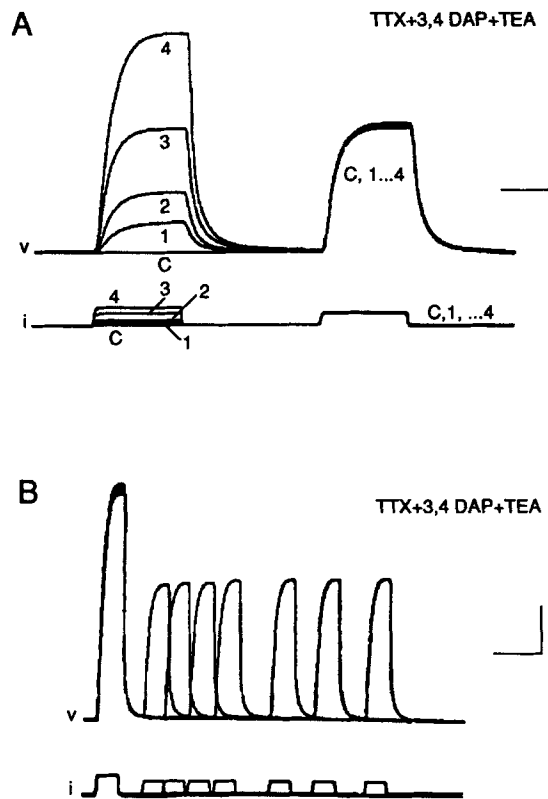 A
TTX+3,4 DAP+TEA
4
3
2
1
C
C, 1...4
v
4
3
2
i
C
1
C,1, ...4
B
TTX+3,4 DAP+TEA
v
i